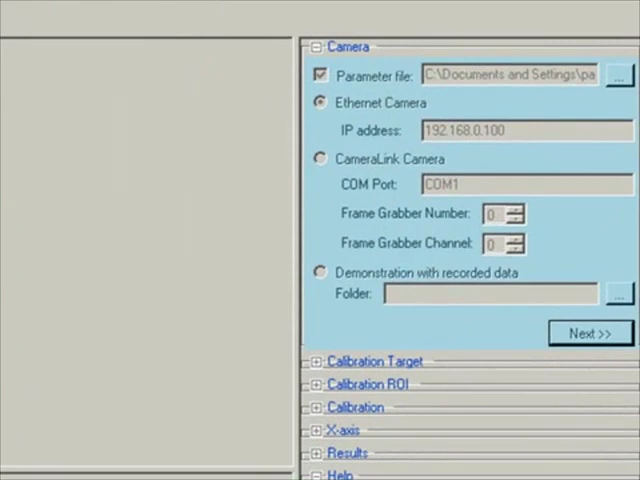 Camera
Parameter file: C:\Documents and Settings\pa ...
Ethernet Camera
IP address: 192.168.0.100
CameraLink Camera
COM Port: COM1
Frame Grabber Number: 0
Frame Grabber Channel: 0
Demonstration with recorded data
Folder: ...
Next >>
Calibration Target
Calibration ROI
Calibration
X-axis
Results
Help